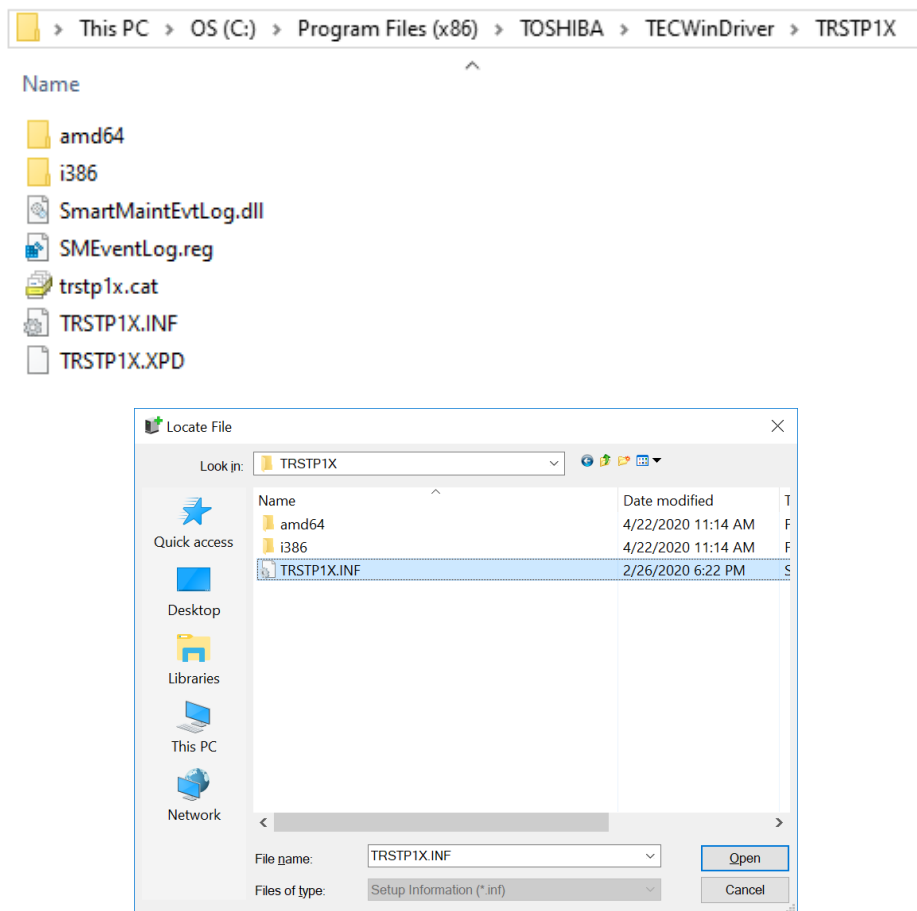 This PC > OS (C:) > Program Files (x86) > TOSHIBA > TECWinDriver > TRSTP1X
Name
amd64
i386
SmartMaintEvtLog.dll
SMEventLog.reg
trstp1x.cat
TRSTP1X.INF
TRSTP1X.XPD
Locate File
Look in: TRSTP1X
Name Date modified T
amd64 4/22/2020 11:14 AM F
i386 4/22/2020 11:14 AM F
TRSTP1X.INF 2/26/2020 6:22 PM S
Quick access
Desktop
Libraries
This PC
Network
File name: TRSTP1X.INF Open
Files of type: Setup Information (*.inf) Cancel